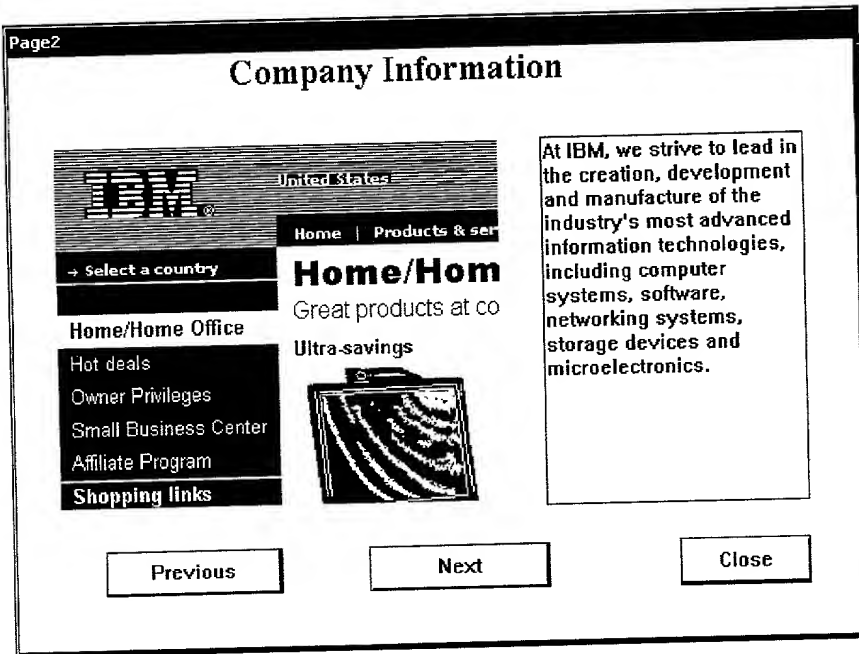 Page2
Company Information
IBM®
United States
Home | Products & ser
→ Select a country
Home/Hom
Great products at co
Home/Home Office
Ultra-savings
Hot deals
Owner Privileges
Small Business Center
Affiliate Program
Shopping links
At IBM, we strive to lead in
the creation, development
and manufacture of the
industry's most advanced
information technologies,
including computer
systems, software,
networking systems,
storage devices and
microelectronics.
Previous
Next
Close